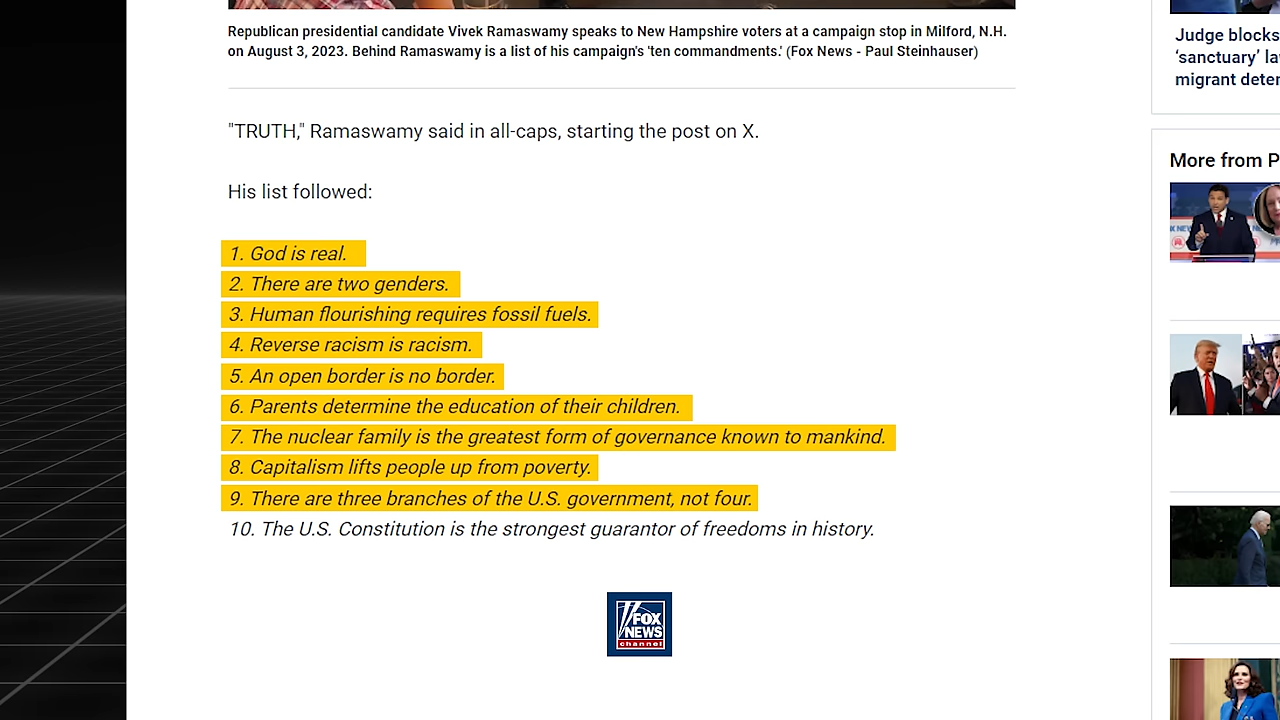 Republican presidential candidate Vivek Ramaswamy speaks to New Hampshire voters at a campaign stop in Milford, N.H.
on August 3, 2023. Behind Ramaswamy is a list of his campaign's 'ten commandments.' (Fox News - Paul Steinhauser)
"TRUTH," Ramaswamy said in all-caps, starting the post on X.
His list followed:
1. God is real.
2. There are two genders.
3. Human flourishing requires fossil fuels.
4. Reverse racism is racism.
5. An open border is no border.
6. Parents determine the education of their children.
7. The nuclear family is the greatest form of governance known to mankind.
8. Capitalism lifts people up from poverty.
9. There are three branches of the U.S. government, not four.
10. The U.S. Constitution is the strongest guarantor of freedoms in history.
FOX
NEWS
channel
Judge blocks
‘sanctuary’ la
migrant deter
More from P